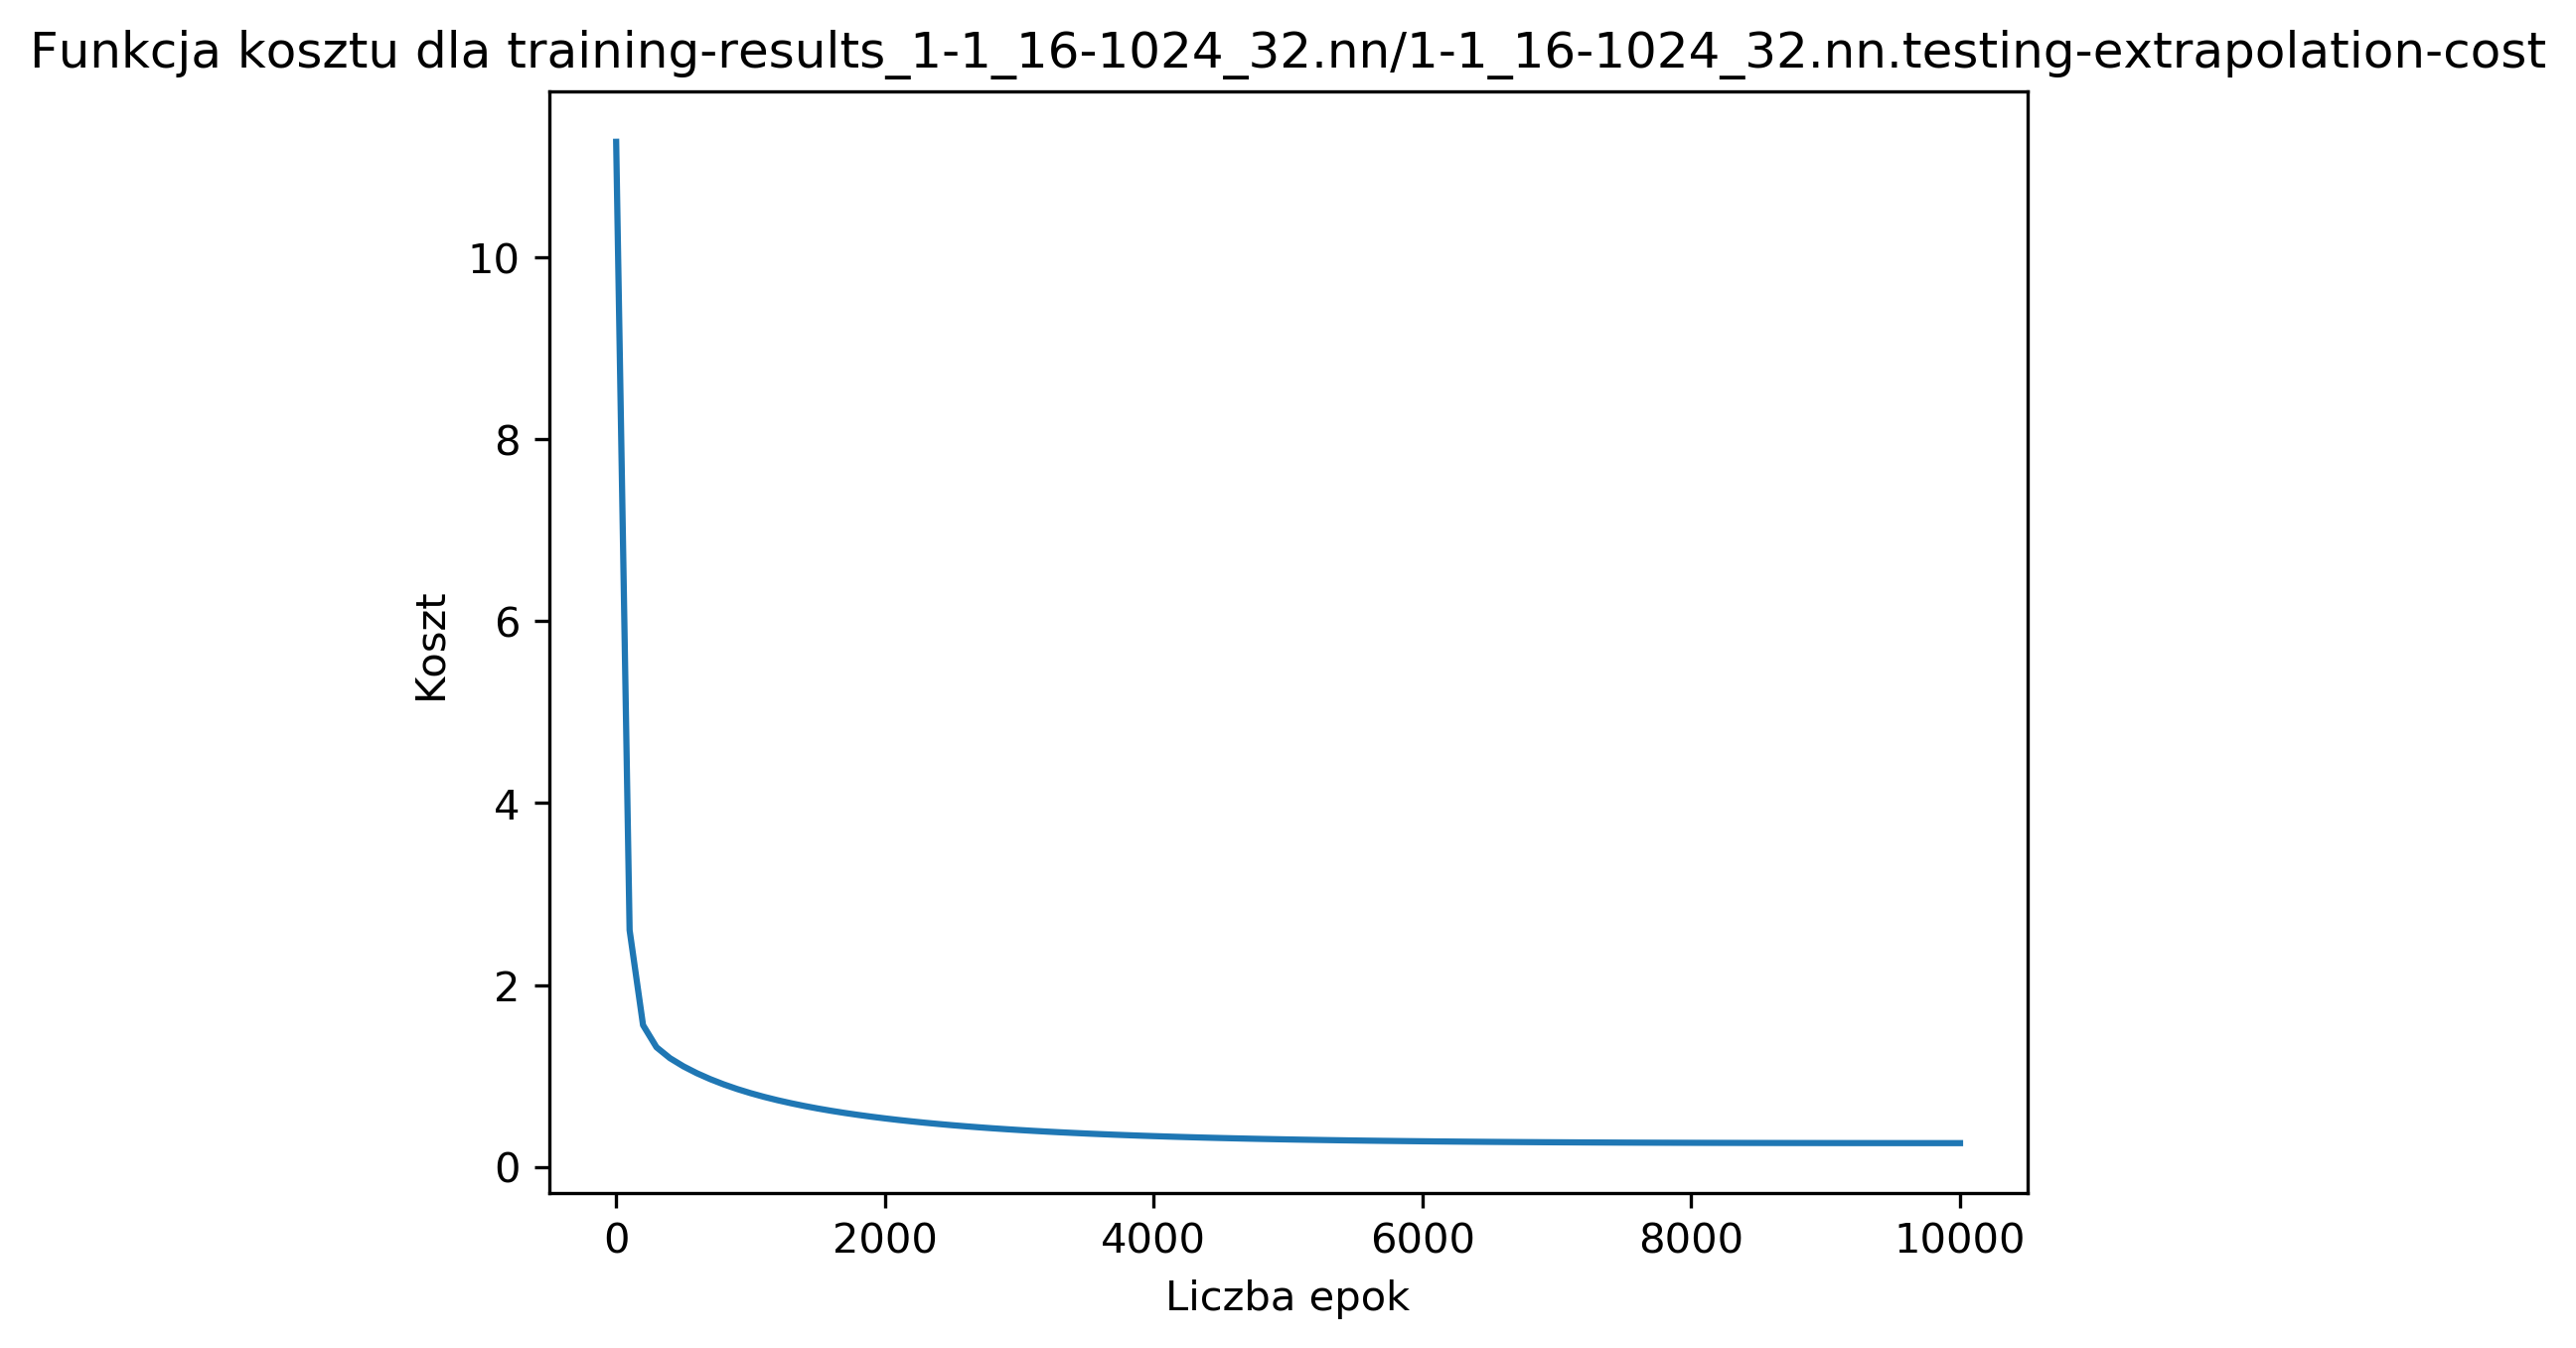 Funkcja kosztu dla training-results_1-1_16-1024_32.nn/1-1_16-1024_32.nn.testing-extrapolation-cost
10
8
6
4
2
0
Koszt
0 2000 4000 6000 8000 10000
Liczba epok